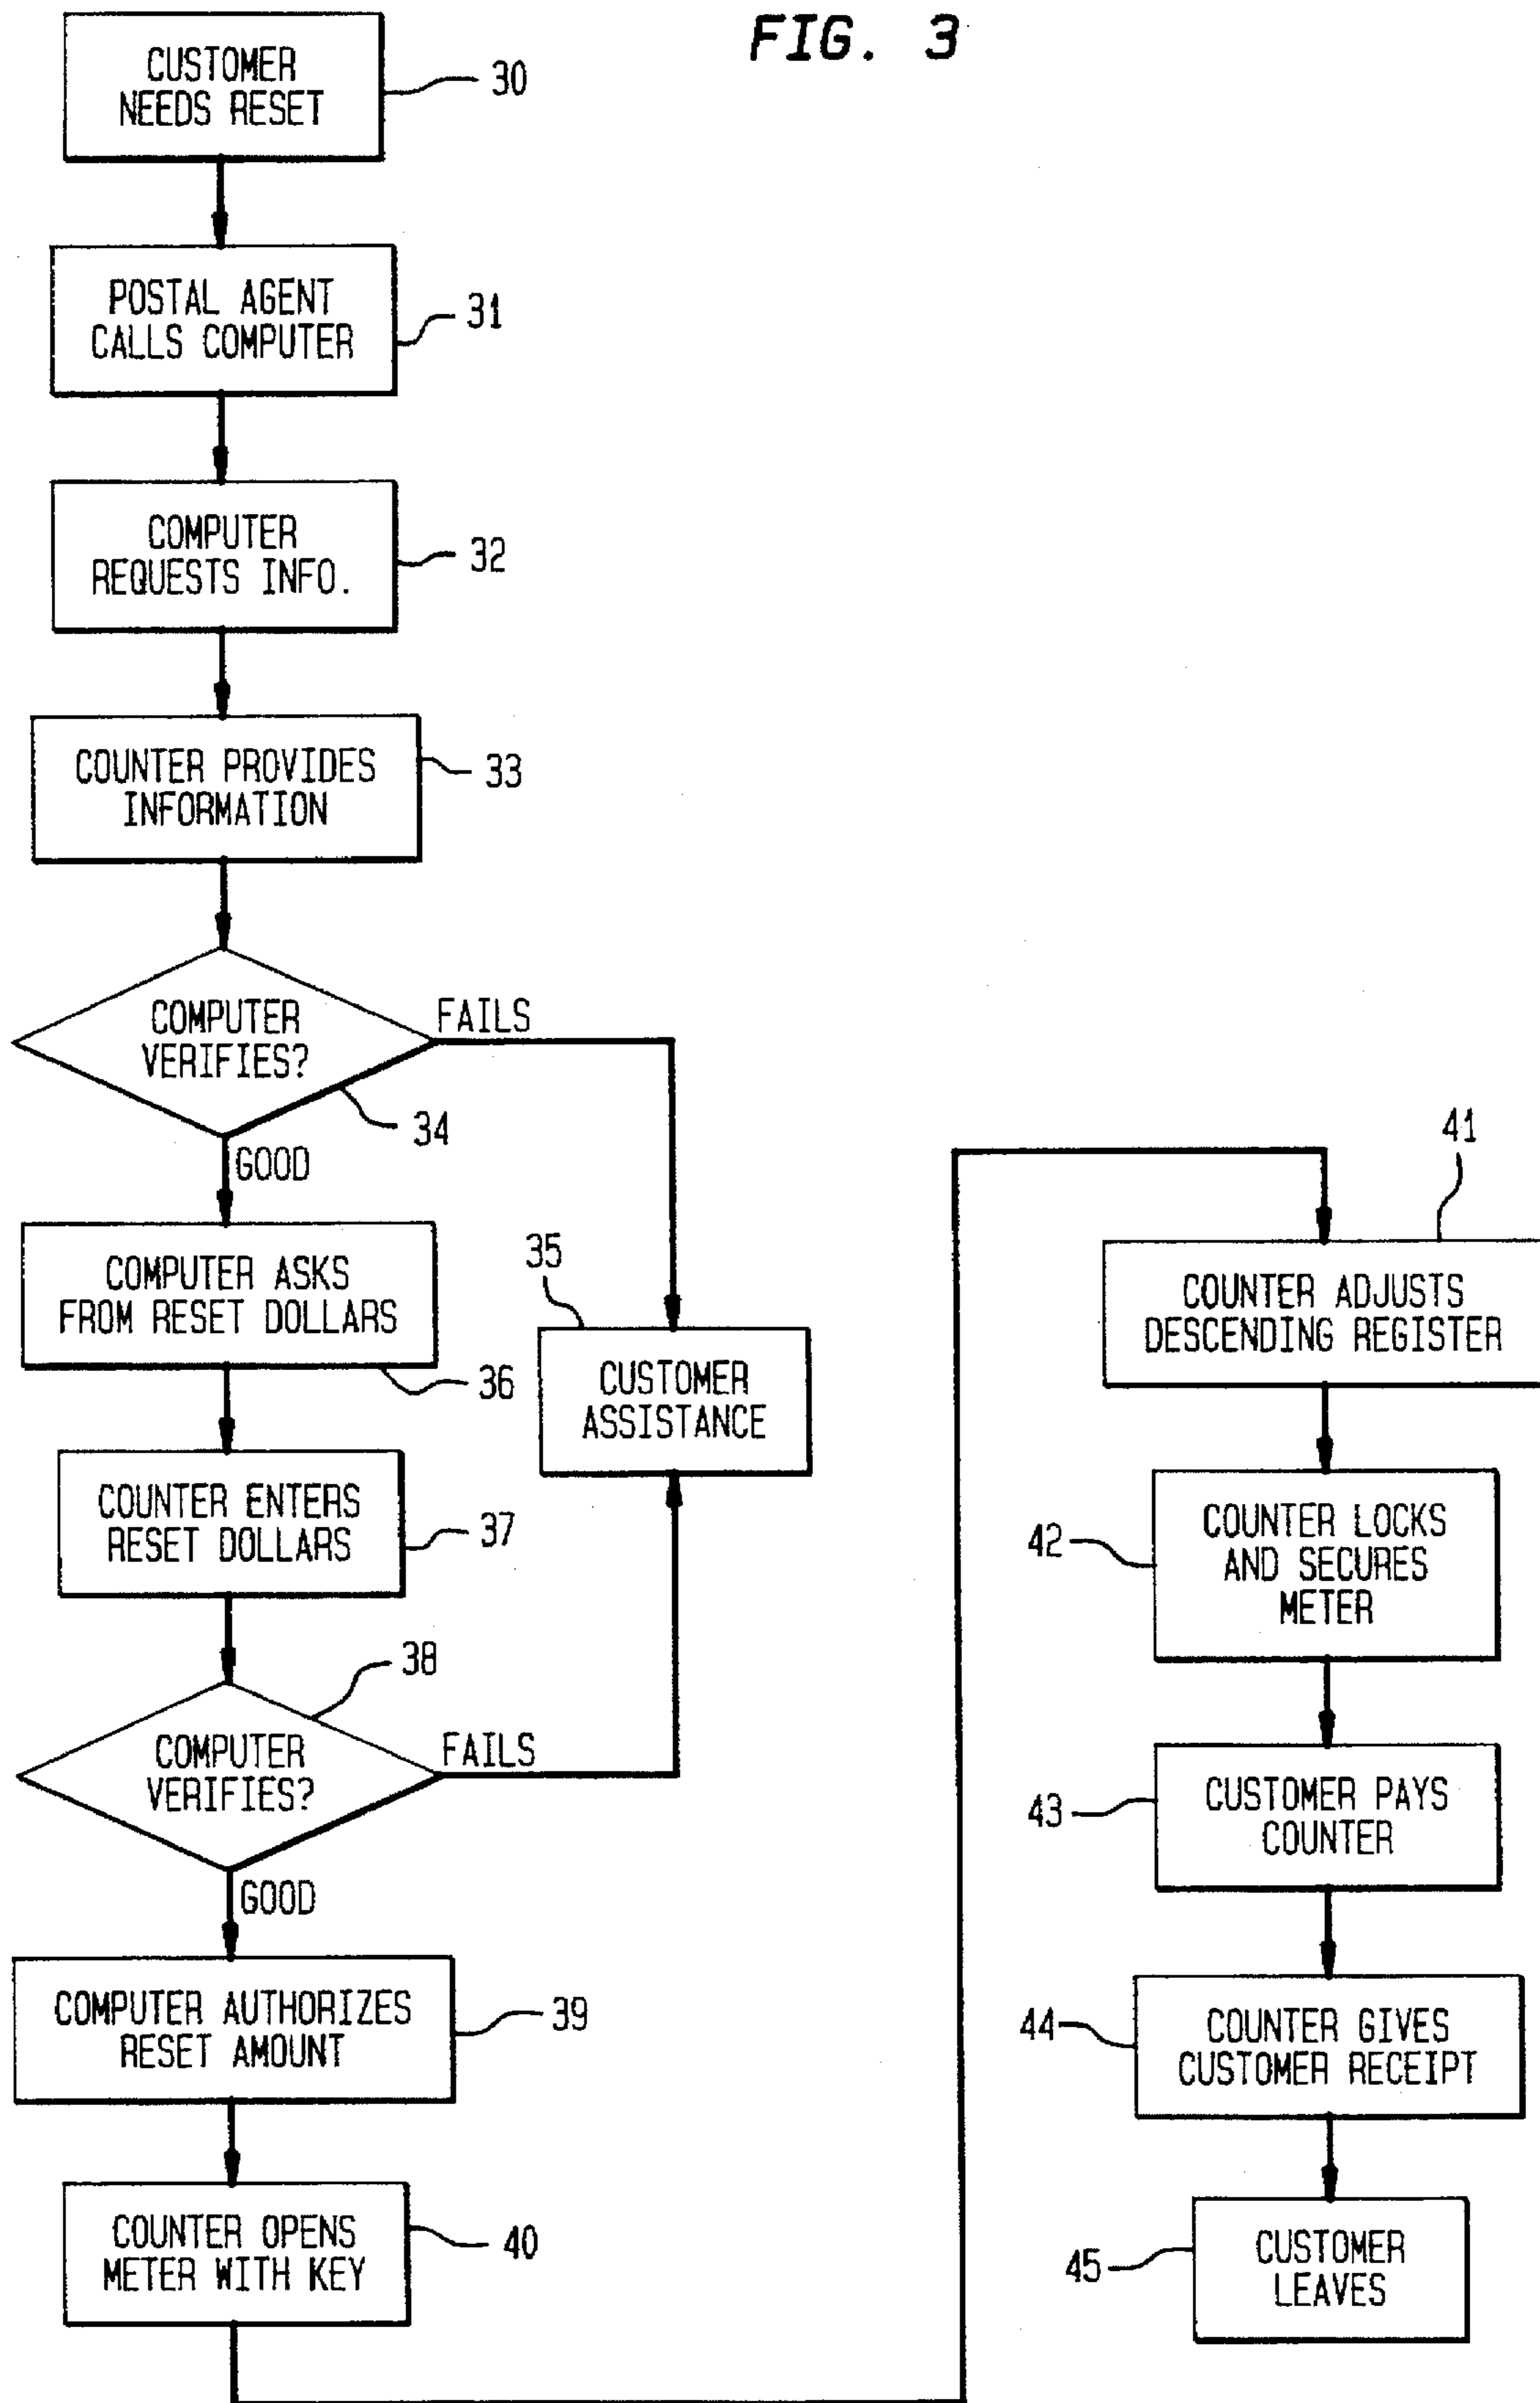 FIG. 3
CUSTOMER
NEEDS RESET
30
POSTAL AGENT
CALLS COMPUTER
31
COMPUTER
REQUESTS INFO.
32
COUNTER PROVIDES
INFORMATION
33
COMPUTER
VERIFIES?
FAILS
34
GOOD
35
CUSTOMER
ASSISTANCE
COMPUTER ASKS
FROM RESET DOLLARS
36
COUNTER ENTERS
RESET DOLLARS
37
38
COMPUTER
VERIFIES?
FAILS
GOOD
COMPUTER AUTHORIZES
RESET AMOUNT
39
COUNTER OPENS
METER WITH KEY
40
41
COUNTER ADJUSTS
DESCENDING REGISTER
42
COUNTER LOCKS
AND SECURES
METER
43
CUSTOMER PAYS
COUNTER
44
COUNTER GIVES
CUSTOMER RECEIPT
45
CUSTOMER
LEAVES